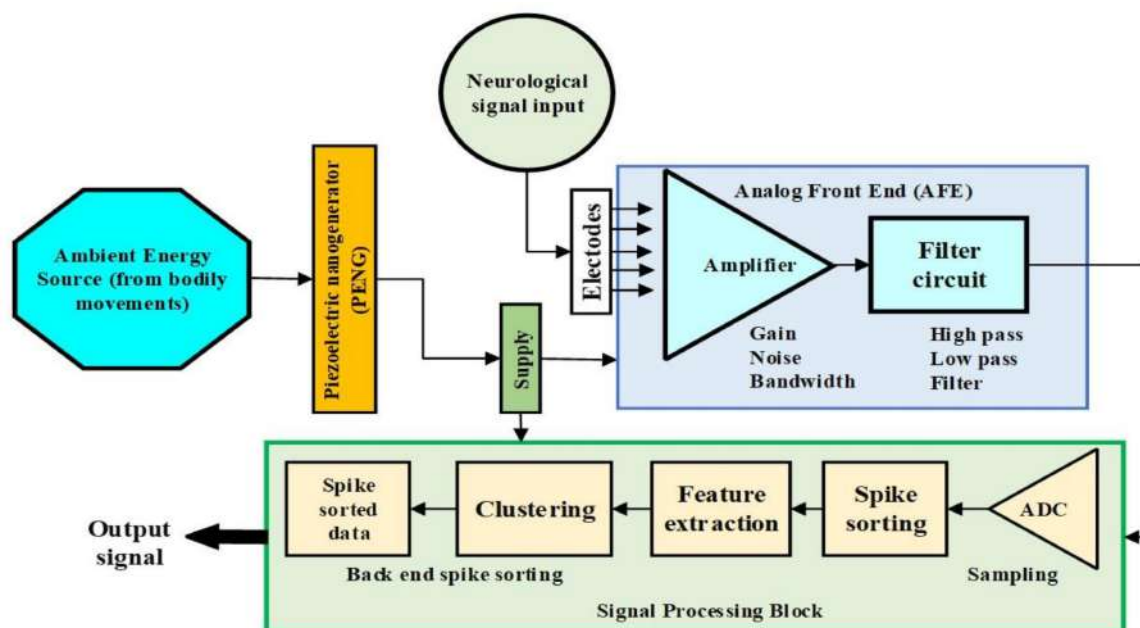 Neurological
signal input
Ambient Energy
Source (from bodily
movements)
Piezoelectric nanogenerator
(PENG)
Supply
Electodes
Analog Front End (AFE)
Amplifier
Filter
circuit
Gain
Noise
Bandwidth
High pass
Low pass
Filter
Output
signal
Spike
sorted
data
Clustering
Feature
extraction
Spike
sorting
ADC
Back end spike sorting
Sampling
Signal Processing Block